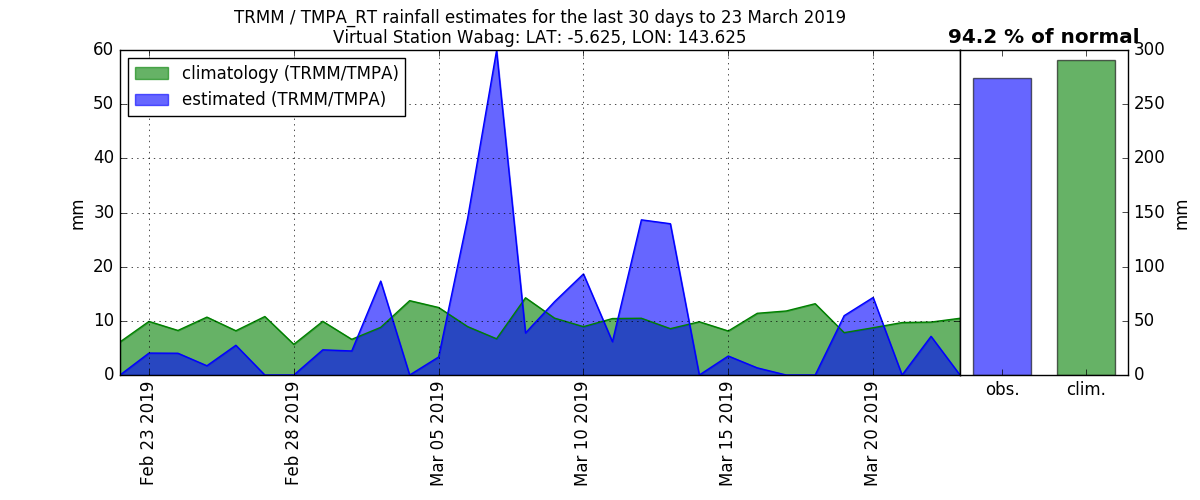 TRMM / TMPA_RT rainfall estimates for the last 30 days to 23 March 2019
Virtual Station Wabag: LAT: -5.625, LON: 143.625
94.2 % of normal
climatology (TRMM/TMPA)
estimated (TRMM/TMPA)
60
50
40
30
20
10
0
mm
300
250
200
150
100
50
0
mm
Feb 23 2019
Feb 28 2019
Mar 05 2019
Mar 10 2019
Mar 15 2019
Mar 20 2019
obs.
clim.